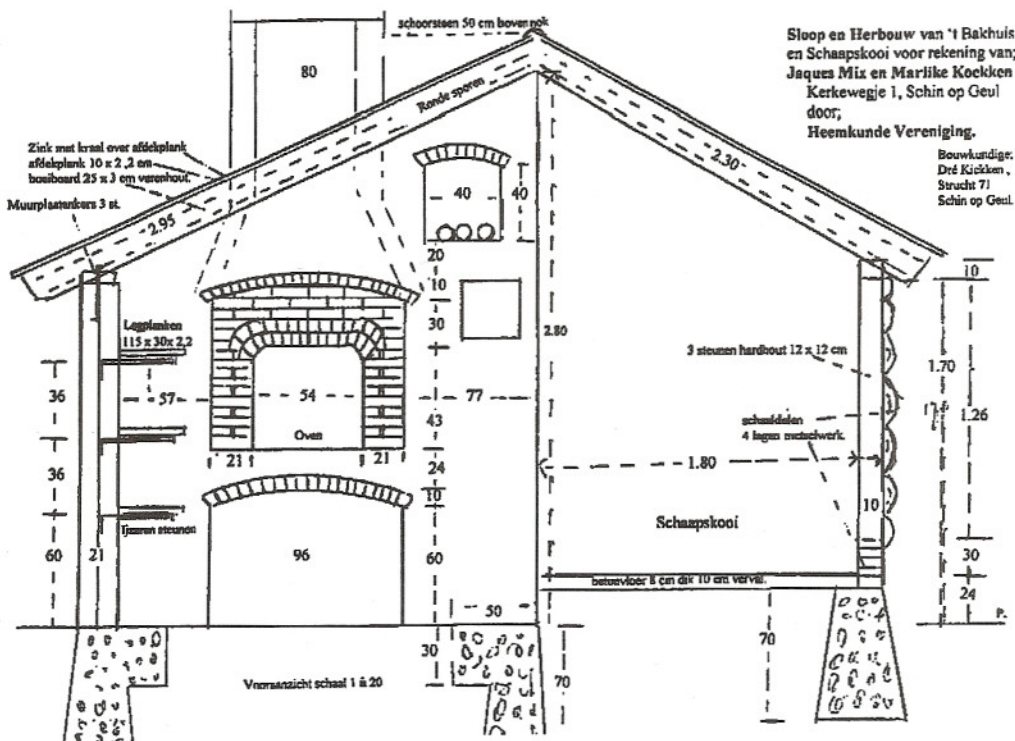 schoorsteen 50 cm boven nok
Sloop en Herbouw van 't Bakhuis
en Schaapskooi voor rekening van;
Jaques Mix en Marlike Koekken
Kerkewegje 1, Schin op Geul
door;
Heemkunde Vereniging.
Bouwkundige:
Dré Kickken,
Strucht 71
Schin op Geul.
80
Ronde sporen
Zink met kraal over afdekplank
afdekplank 10 x 2,2 cm
boeiboord 25 x 3 cm vurenhout.
Muurplaatankers 3 st.
2.95
2.30
40
40
20
10
30
10
Legplanken
115 x 30 x 2,2
2.80
3 steunen hardhout 12 x 12 cm
1.70
1.26
36
57
54
77
43
Oven
schaaldelen
4 lagen metselwerk.
21
21
24
1.80
36
10
10
Schaapskooi
IJzeren steunen
60
21
96
60
30
betonvloer 8 cm dik 10 cm verval.
24
50
P.
30
70
70
Vooraanzicht schaal 1 à 20